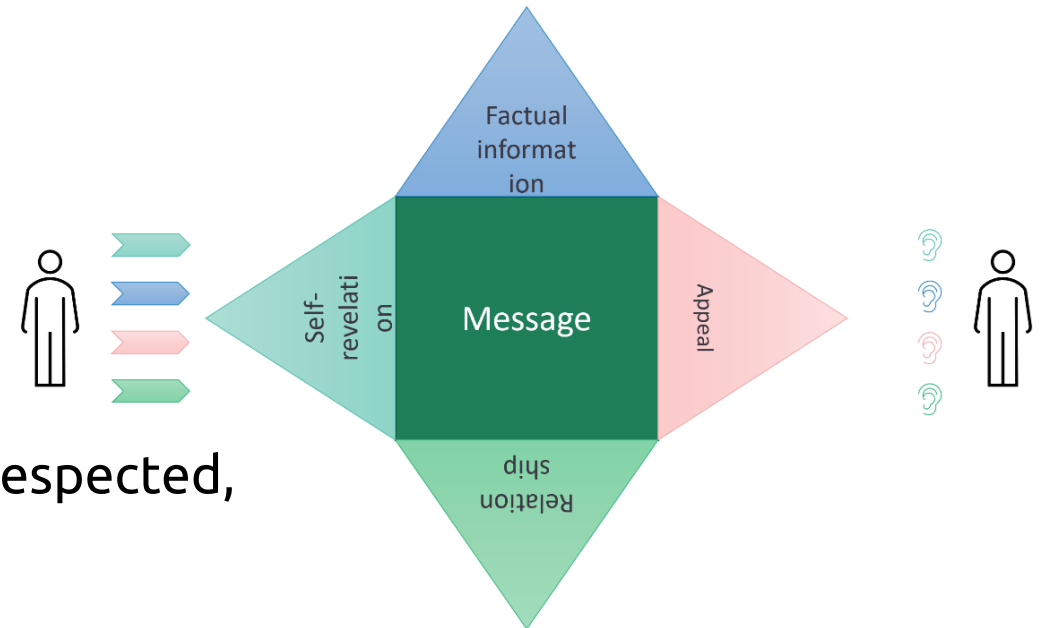 Factual
informat
ion
Self-
revelati
on
Message
Appeal
Relation
ship
espected,